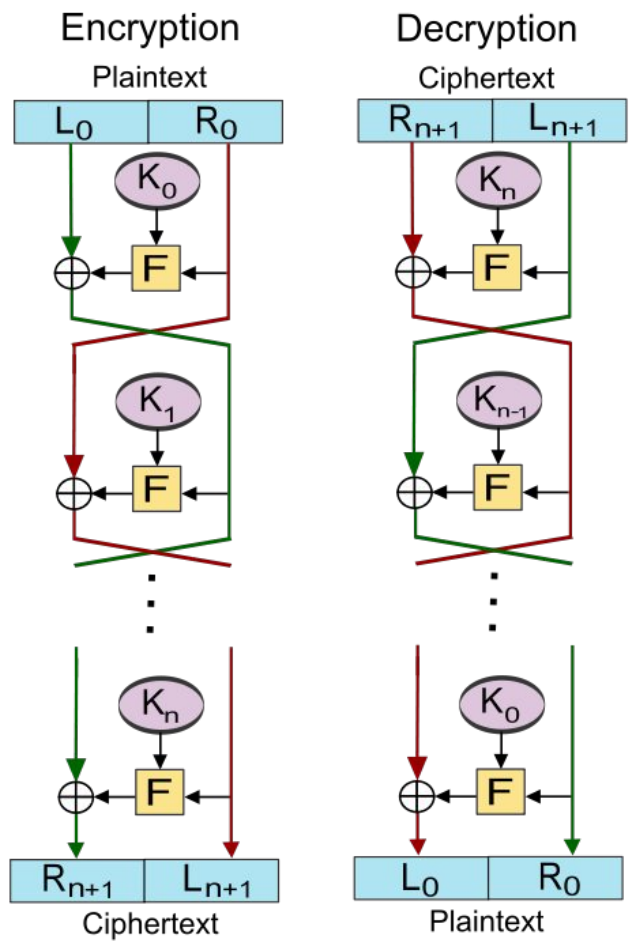 Encryption
Plaintext
L0 R0
K0
F
K1
F
Kn
F
Rn+1 Ln+1
Ciphertext
Decryption
Ciphertext
Rn+1 Ln+1
Kn
F
Kn-1
F
K0
F
L0 R0
Plaintext